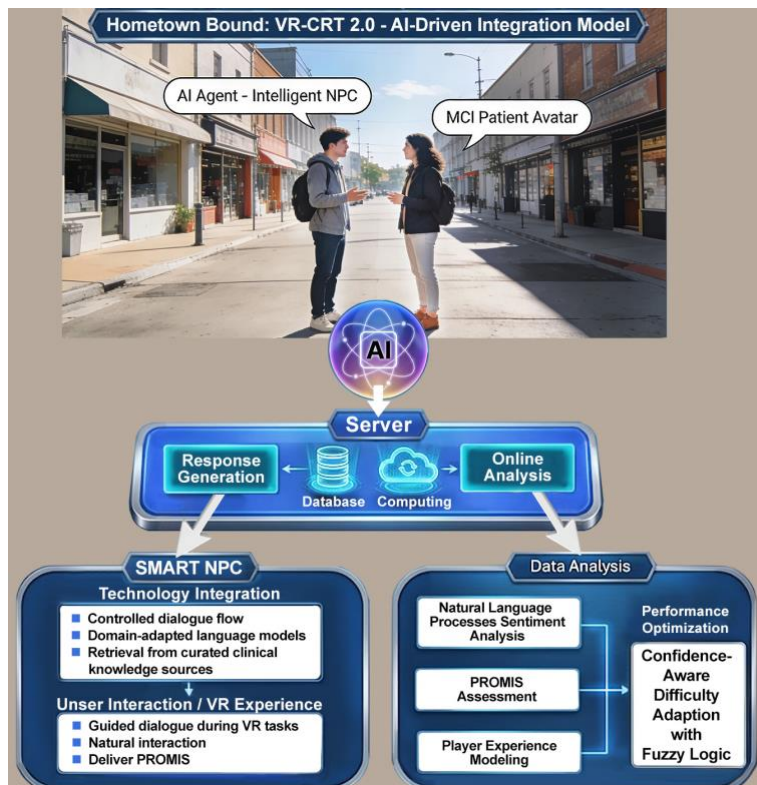 Hometown Bound: VR-CRT 2.0 - AI-Driven Integration Model
AI Agent - Intelligent NPC
MCI Patient Avatar
AI
Server
Response
Generation
Database
Computing
Online
Analysis
SMART NPC
Technology Integration
Controlled dialogue flow
Domain-adapted language models
Retrieval from curated clinical
knowledge sources
Unser Interaction / VR Experience
Guided dialogue during VR tasks
Natural interaction
Deliver PROMIS
Data Analysis
Natural Language
Processes Sentiment
Analysis
PROMIS
Assessment
Player Experience
Modeling
Performance
Optimization
Confidence-
Aware
Difficulty
Adaption
with
Fuzzy Logic